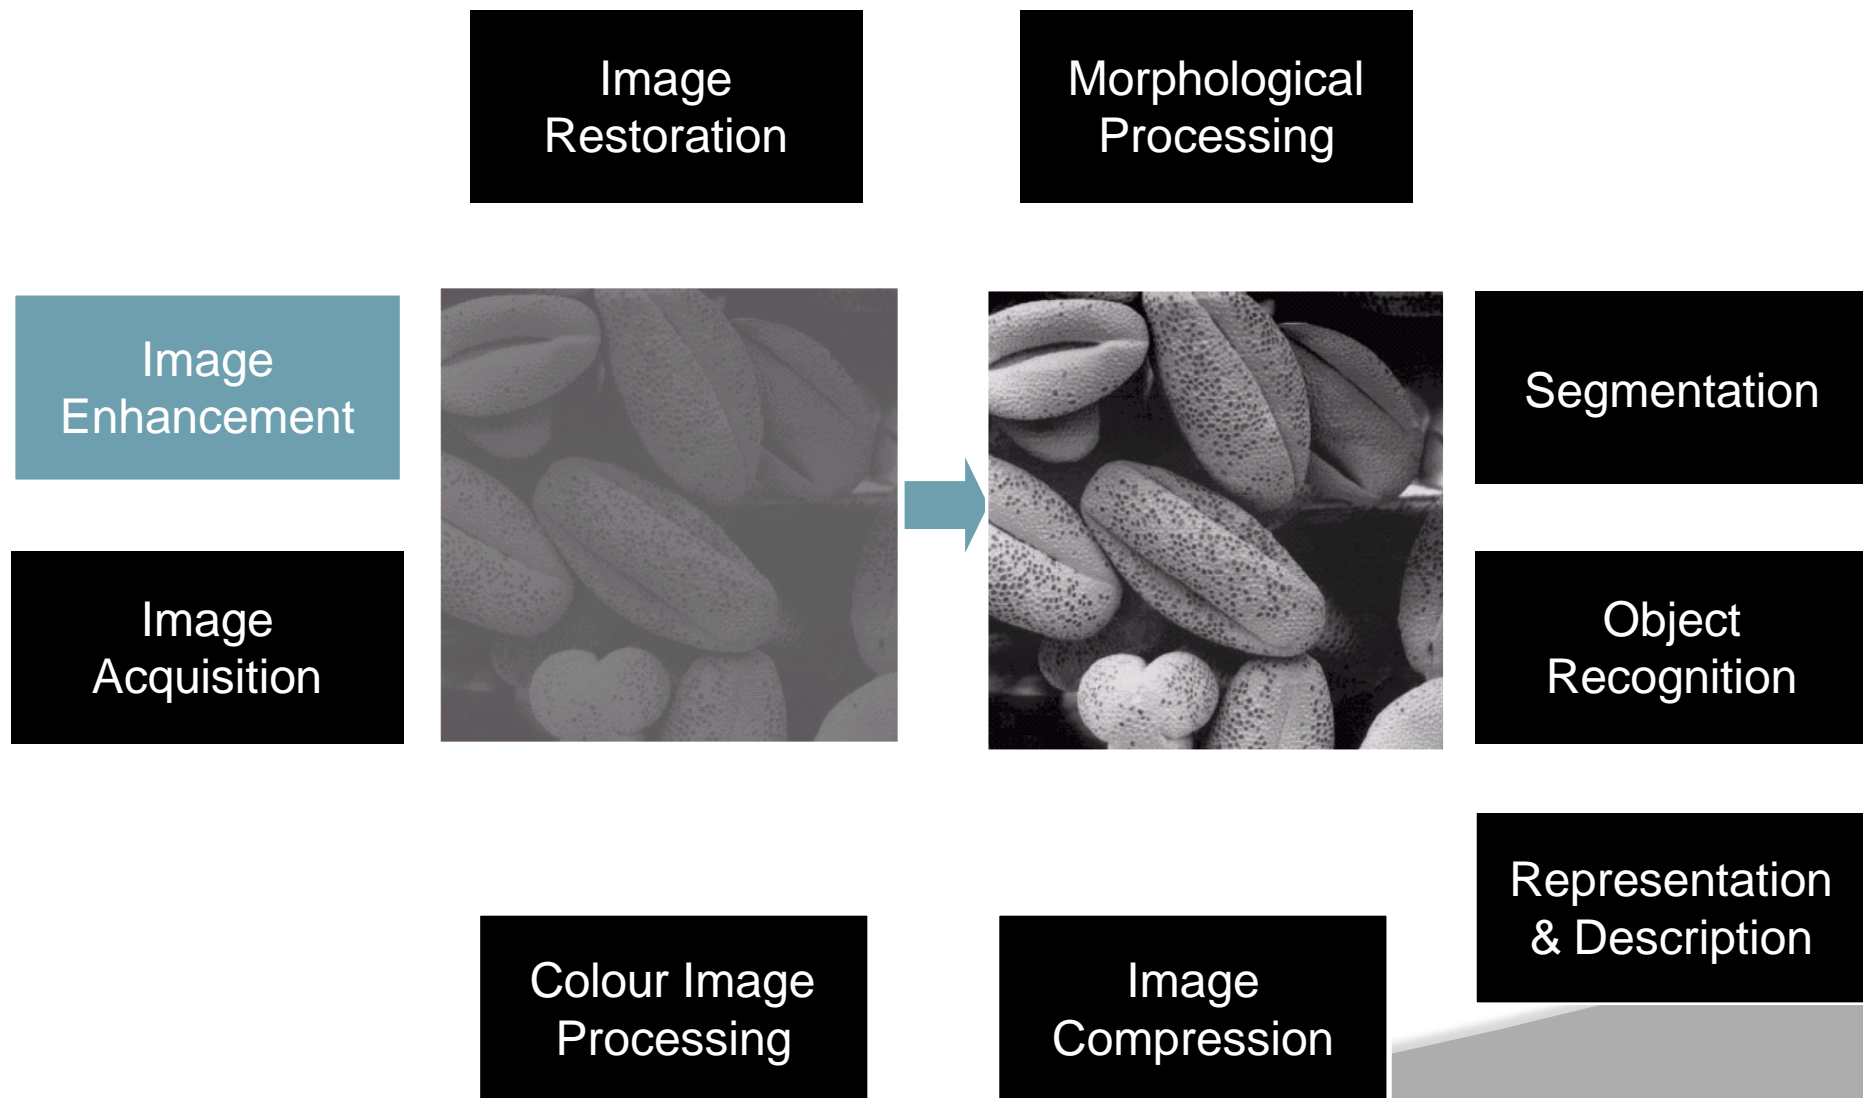 Image
Restoration
Morphological
Processing
Image
Enhancement
Segmentation
Image
Acquisition
Object
Recognition
Representation
& Description
Colour Image
Processing
Image
Compression